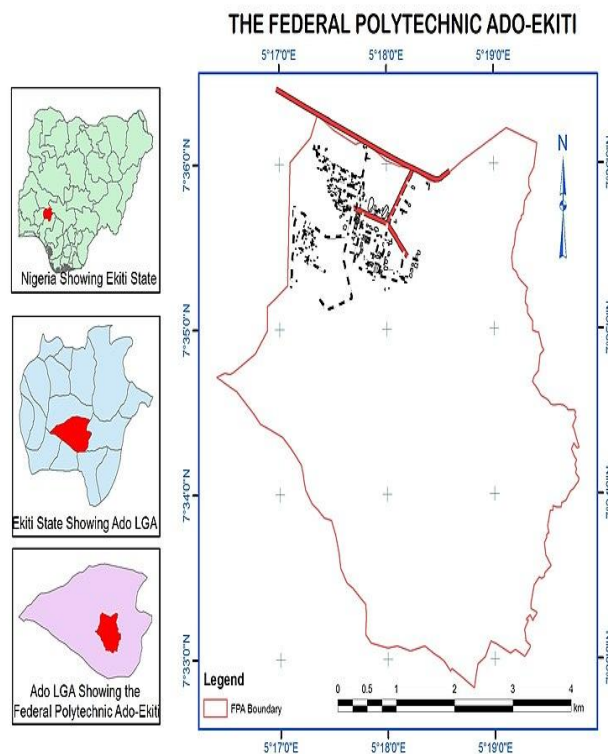 THE FEDERAL POLYTECHNIC ADO-EKITI
5°17'0"E 5°18'0"E 5°19'0"E
Nigeria Showing Ekiti State
Ekiti State Showing Ado LGA
Ado LGA Showing the
Federal Polytechnic Ado-Ekiti
7°36'0"N
7°35'0"N
7°34'0"N
7°33'0"N
N
Legend
FPA Boundary
0 0.5 1 2 3 4
km
5°17'0"E 5°18'0"E 5°19'0"E